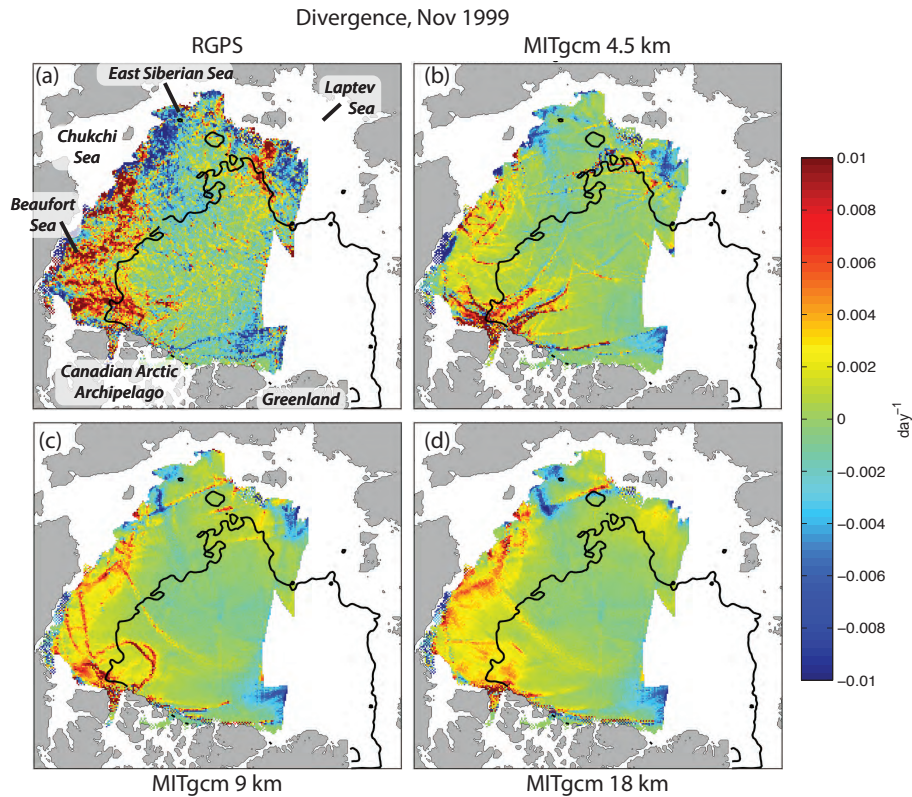 Divergence, Nov 1999
RGPS
MITgcm 4.5 km
(a)
East Siberian Sea
Laptev
Sea
Chukchi
Sea
Beaufort
Sea
Canadian Arctic
Archipelago
Greenland
(b)
(c)
(d)
MITgcm 9 km
MITgcm 18 km
0.01
0.008
0.006
0.004
0.002
0
−0.002
−0.004
−0.006
−0.008
−0.01
day⁻¹